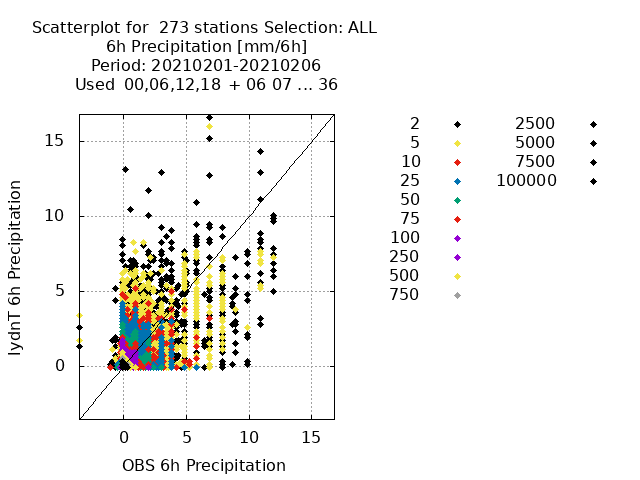 Scatterplot for  273 stations Selection: ALL
6h Precipitation [mm/6h]
Period: 20210201-20210206
Used  00,06,12,18 + 06 07 ... 36
15
10
5
0
0 5 10 15
lydnT 6h Precipitation
OBS 6h Precipitation
2 2500
5 5000
10 7500
25 100000
50
75
100
250
500
750